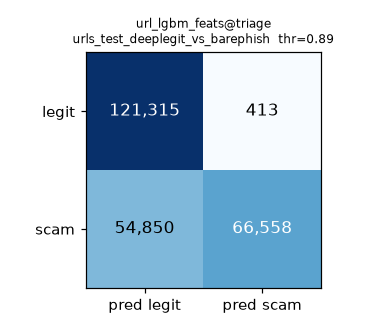 url_lgbm_feats@triage
urls_test_deeplegit_vs_barephish  thr=0.89
legit
121,315
413
scam
54,850
66,558
pred legit
pred scam